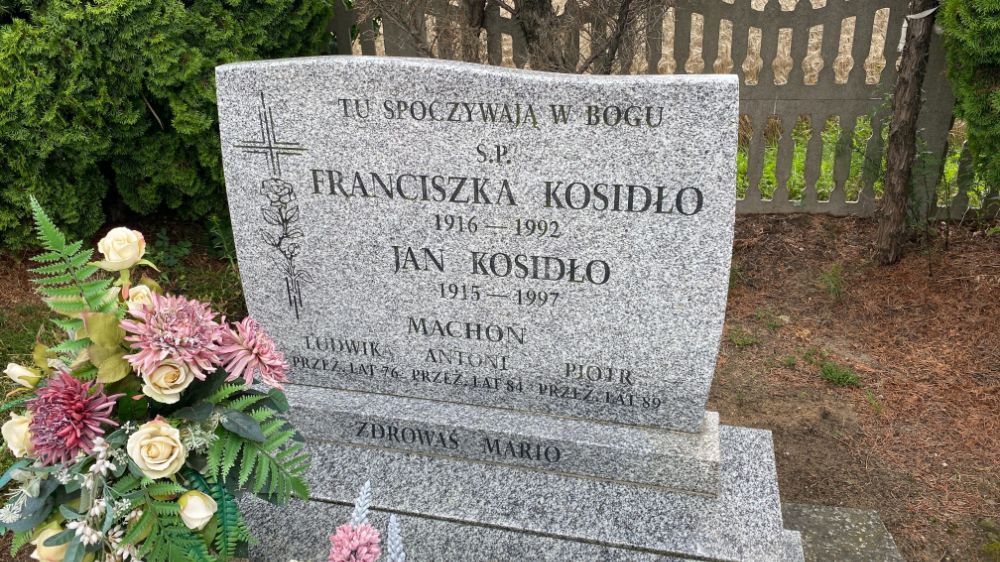 TU SPOCZYWAJĄ W BOGU
S.P.
FRANCISZKA KOSIDŁO
1916 — 1992
JAN KOSIDŁO
1915 — 1997
MACHOŃ
LUDWIKA ANTONI PIOTR
PRZEŻ. LAT 76. PRZEŻ. LAT 84 PRZEŻ. LAT 89
ZDROWAŚ MARIO